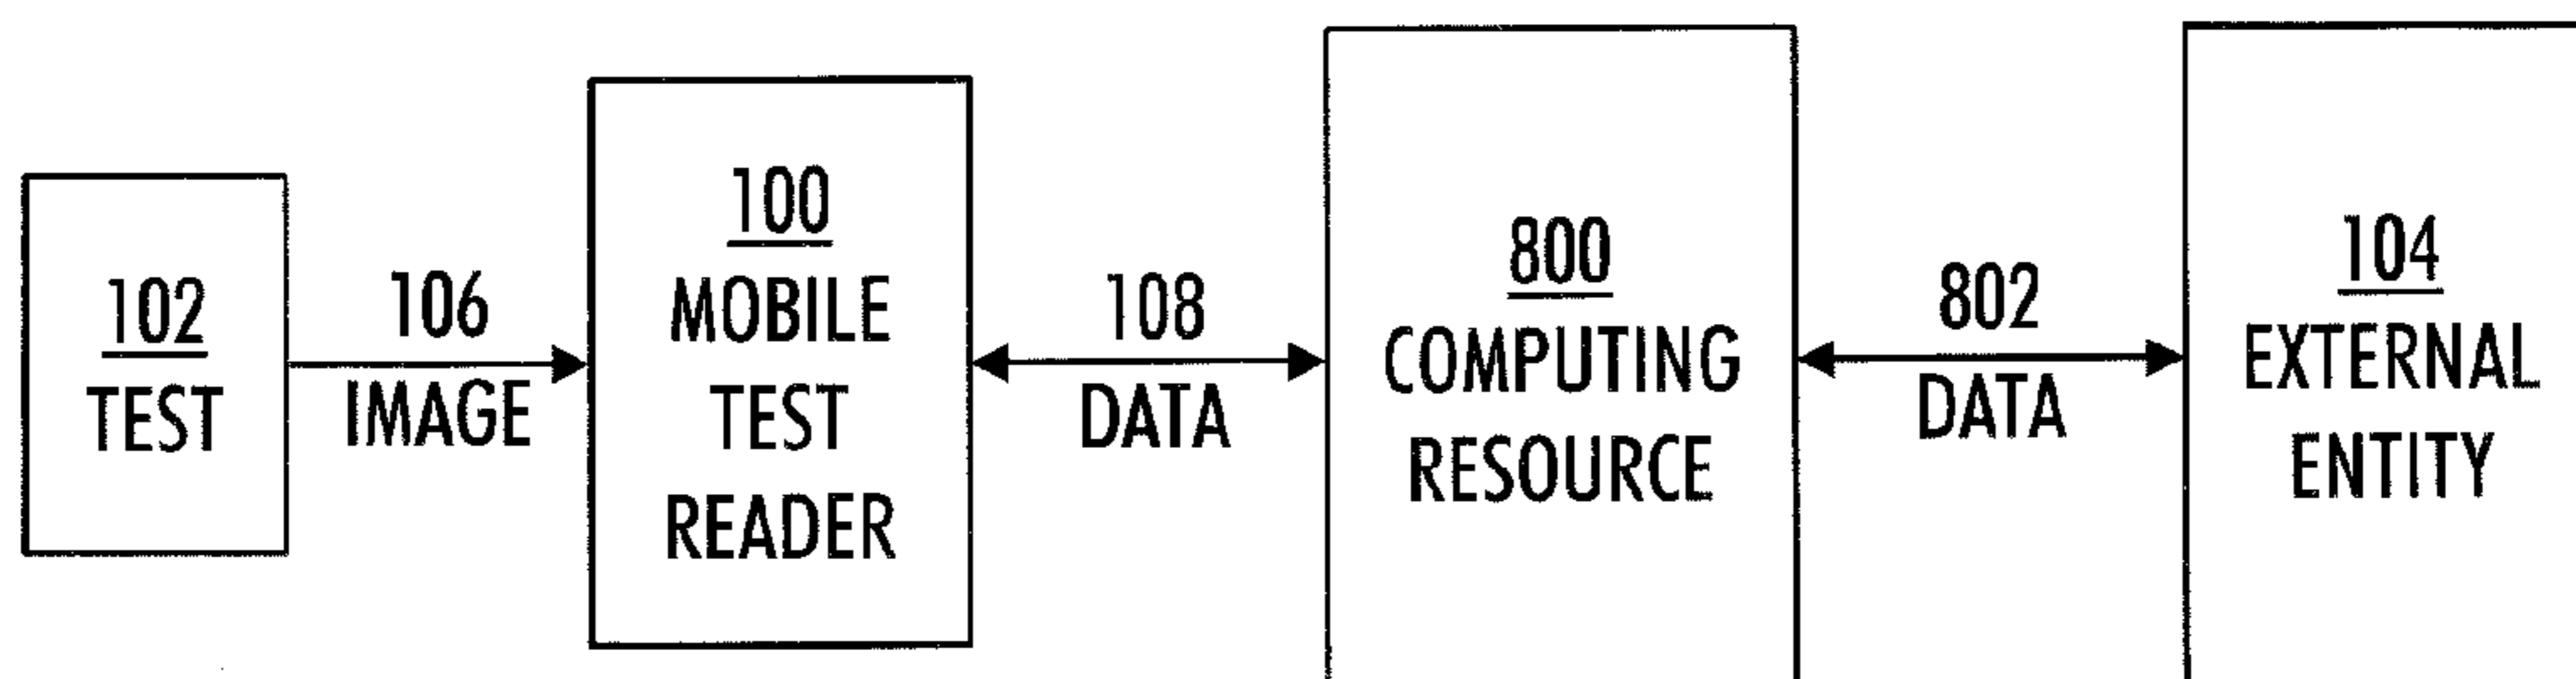 102
TEST
106
IMAGE
100
MOBILE
TEST
READER
108
DATA
800
COMPUTING
RESOURCE
802
DATA
104
EXTERNAL
ENTITY